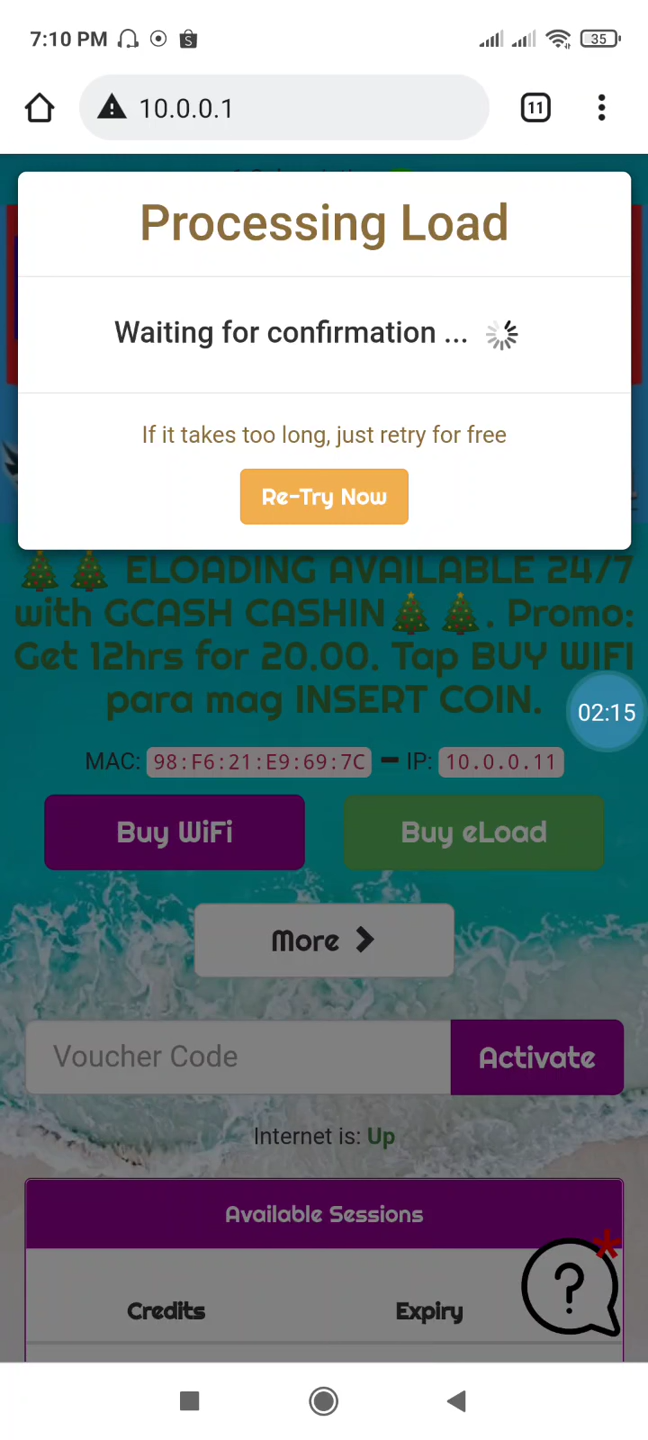 7:10 PM
35
10.0.0.1
11
Processing Load
Waiting for confirmation ...
If it takes too long, just retry for free
Re-Try Now
🎄🎄 ELOADING AVAILABLE 24/7
with GCASH CASHIN🎄🎄. Promo:
Get 12hrs for 20.00. Tap BUY WIFI
para mag INSERT COIN.
02:15
MAC: 98:F6:21:E9:69:7C - IP: 10.0.0.11
Buy WiFi
Buy eLoad
More
Voucher Code
Activate
Internet is: Up
Available Sessions
Credits
Expiry